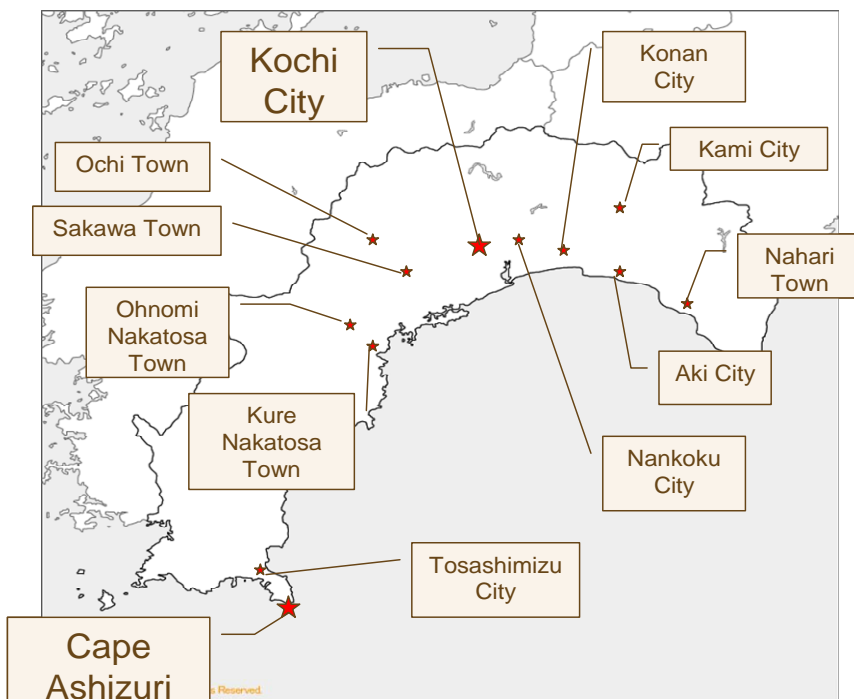 Kochi
City
Konan
City
Ochi Town
Kami City
Sakawa Town
Nahari
Town
Ohnomi
Nakatosa
Town
Aki City
Kure
Nakatosa
Town
Nankoku
City
Tosashimizu
City
Cape
Ashizuri
s Reserved.